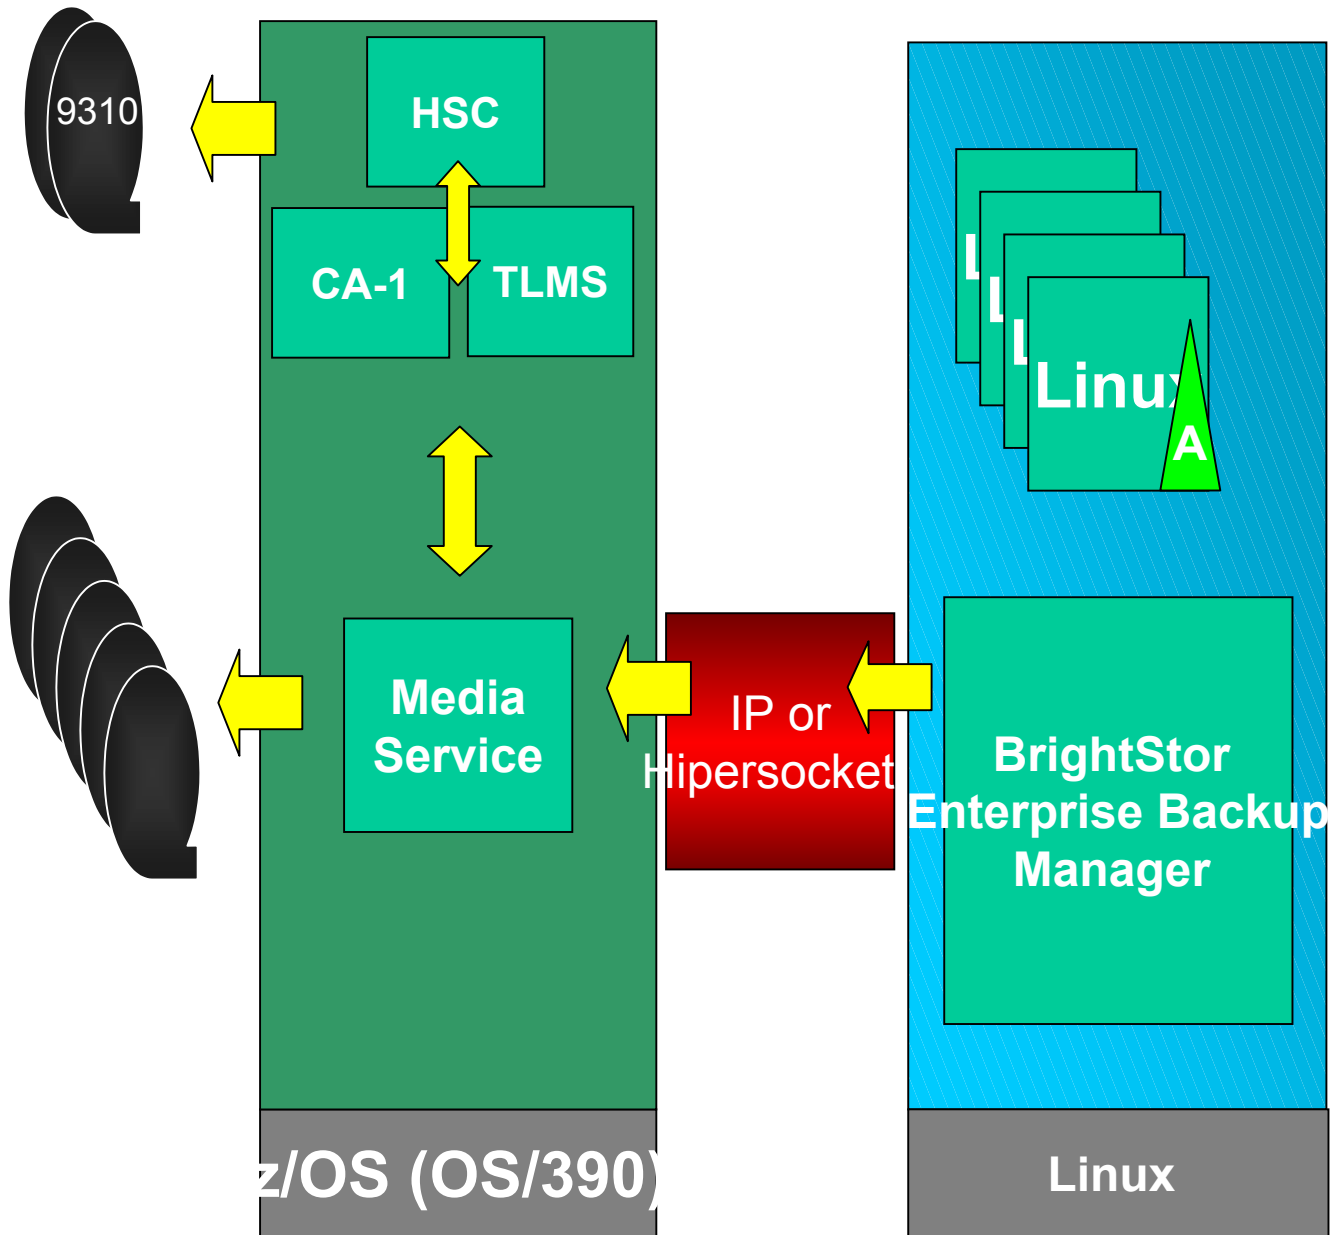 9310
HSC
CA-1
TLMS
L
L
L
Linux
A
Media
Service
IP or
Hipersocket
BrightStor
Enterprise Backup
Manager
z/OS (OS/390)
Linux